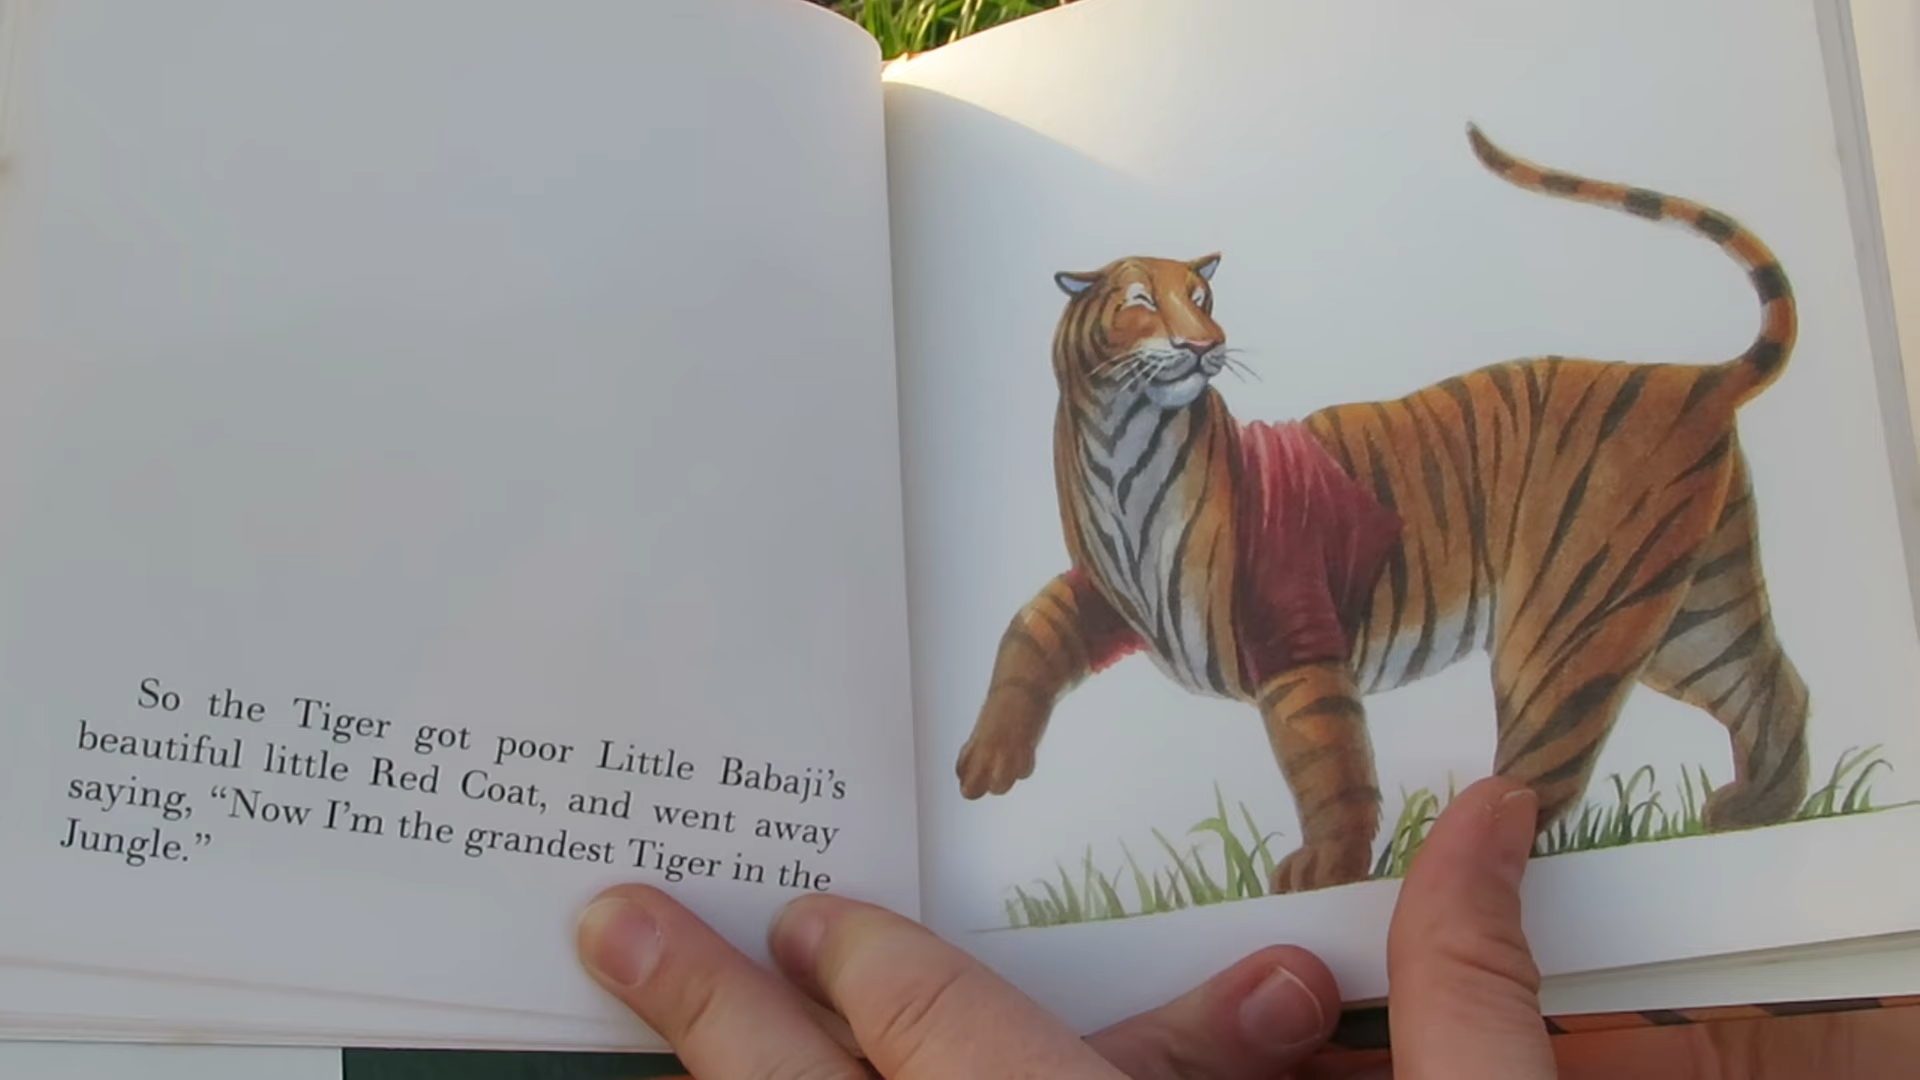 So the Tiger got poor Little Babaji’s
beautiful little Red Coat, and went away
saying, “Now I’m the grandest Tiger in the
Jungle.”